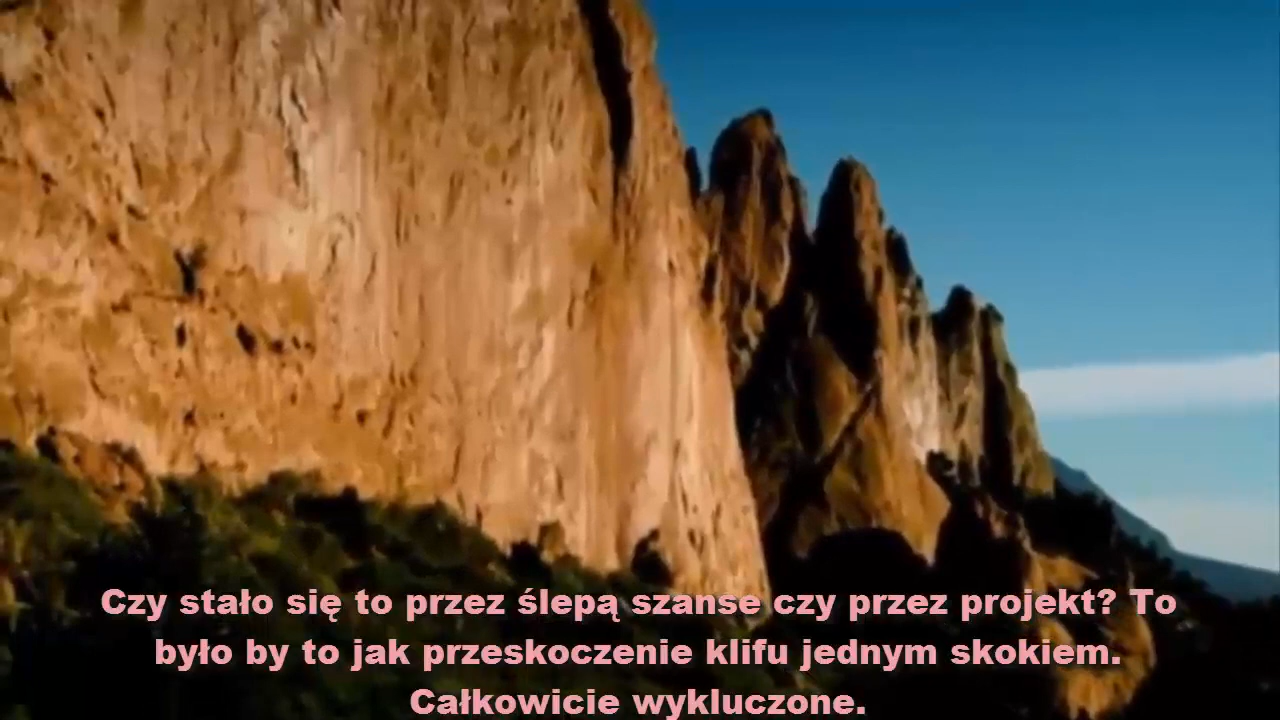 Czy stało się to przez ślepą szanse czy przez projekt? To
było by to jak przeskoczenie klifu jednym skokiem.
Całkowicie wykluczone.